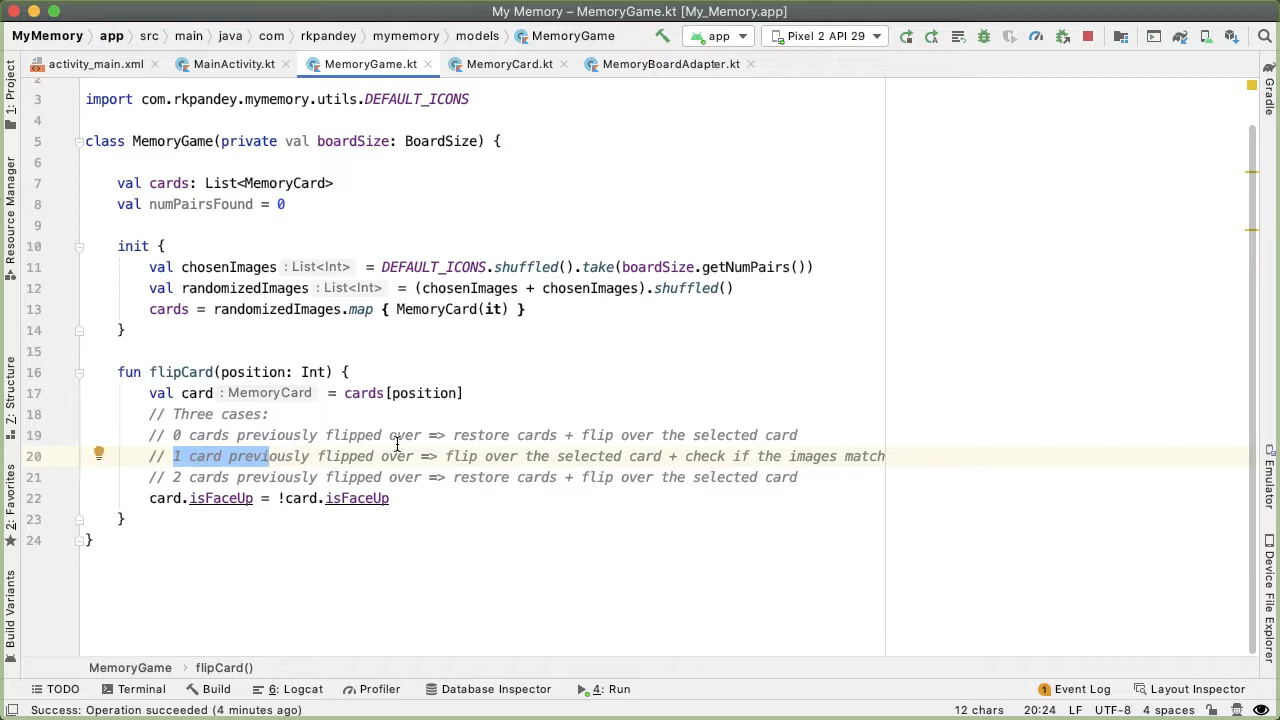 My Memory – MemoryGame.kt [My_Memory.app]
MyMemory app src main java com rkpandey mymemory models MemoryGame app Pixel 2 API 29
activity_main.xml MainActivity.kt MemoryGame.kt MemoryCard.kt MemoryBoardAdapter.kt
1: Project
Resource Manager
7: Structure
2: Favorites
Build Variants
2
3 import com.rkpandey.mymemory.utils.DEFAULT_ICONS
4
5 class MemoryGame(private val boardSize: BoardSize) {
6
7 val cards: List<MemoryCard>
8 val numPairsFound = 0
9
10 init {
11 val chosenImages : List<Int> = DEFAULT_ICONS.shuffled().take(boardSize.getNumPairs())
12 val randomizedImages : List<Int> = (chosenImages + chosenImages).shuffled()
13 cards = randomizedImages.map { MemoryCard(it) }
14 }
15
16 fun flipCard(position: Int) {
17 val card : MemoryCard = cards[position]
18 // Three cases:
19 // 0 cards previously flipped over => restore cards + flip over the selected card
20 // 1 card previously flipped over => flip over the selected card + check if the images match
21 // 2 cards previously flipped over => restore cards + flip over the selected card
22 card.isFaceUp = !card.isFaceUp
23 }
24 }
Gradle
Emulator
Device File Explorer
MemoryGame flipCard()
TODO Terminal Build 6: Logcat Profiler Database Inspector 4: Run 1 Event Log Layout Inspector
Success: Operation succeeded (4 minutes ago) 12 chars 20:24 LF UTF-8 4 spaces